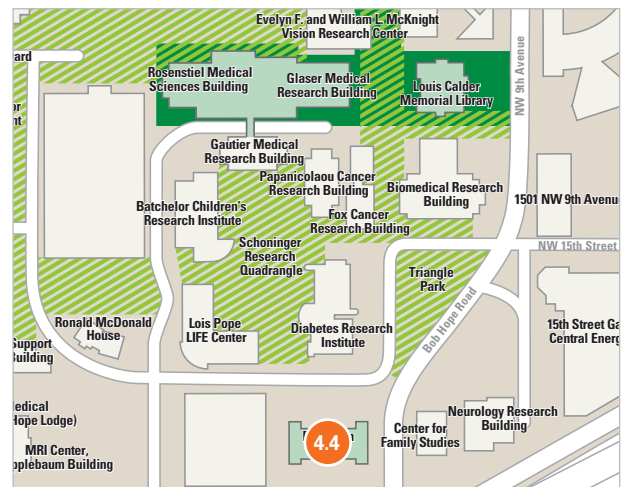 Evelyn F. and William L. McKnight
Vision Research Center
ard
Rosenstiel Medical
Sciences Building
Glaser Medical
Research Building
Louis Calder
Memorial Library
NW 9th Avenue
or
nt
Gautier Medical
Research Building
Papanicolaou Cancer
Research Building
Biomedical Research
Building
1501 NW 9th Avenu
Batchelor Children's
Research Institute
Fox Cancer
Research Building
Schoninger
Research
Quadrangle
NW 15th Street
Triangle
Park
Bob Hope Road
Ronald McDonald
House
Lois Pope
LIFE Center
Diabetes Research
Institute
15th Street Ga
Central Energ
Support
Building
edical
Hope Lodge)
4.4
Center for
Family Studies
Neurology Research
Building
MRI Center,
pplebaum Building